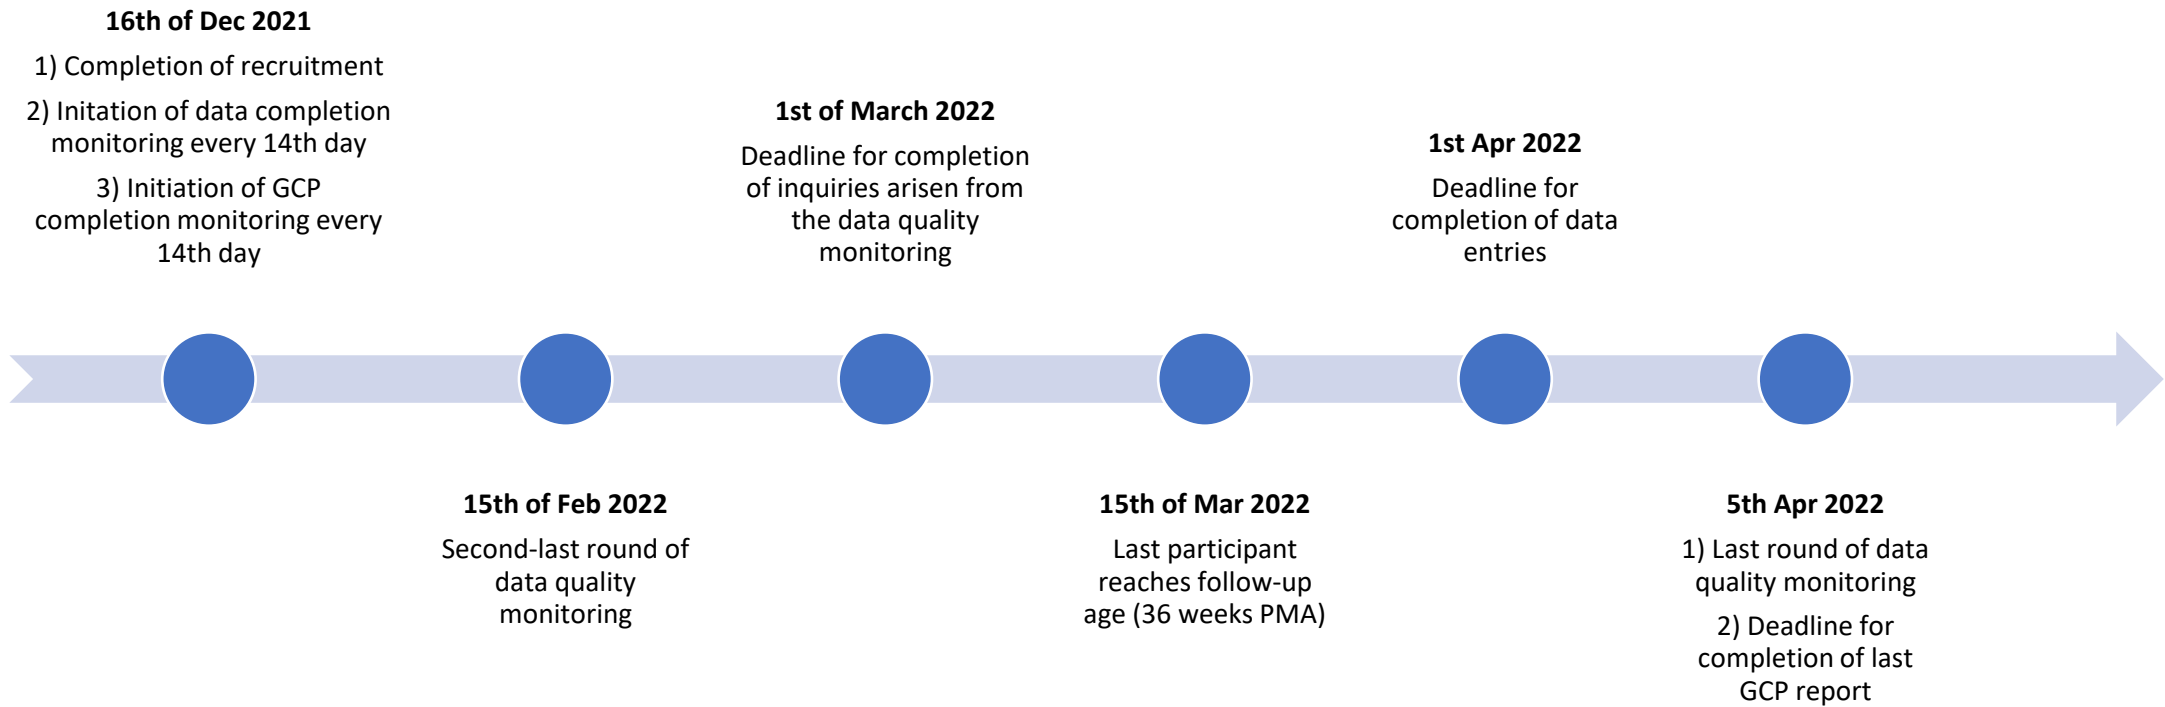 16th of Dec 2021
1) Completion of recruitment
2) Initation of data completion
monitoring every 14th day
3) Initiation of GCP
completion monitoring every
14th day
15th of Feb 2022
Second-last round of
data quality
monitoring
1st of March 2022
Deadline for completion
of inquiries arisen from
the data quality
monitoring
15th of Mar 2022
Last participant
reaches follow-up
age (36 weeks PMA)
1st Apr 2022
Deadline for
completion of data
entries
5th Apr 2022
1) Last round of data
quality monitoring
2) Deadline for
completion of last
GCP report